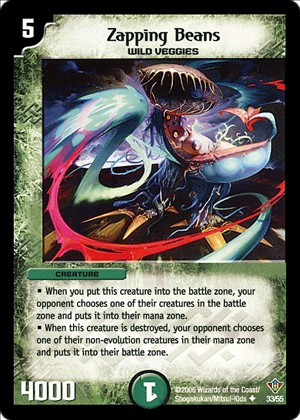 5
Zapping Beans
WILD VEGGIES
CREATURE
▪ When you put this creature into the battle zone, your
opponent chooses one of their creatures in the battle
zone and puts it into their mana zone.
▪ When this creature is destroyed, your opponent chooses
one of their non-evolution creatures in their mana zone
and puts it into their battle zone.
4000
1
©2006 Wizards of the Coast/
Shogakukan/Mitsui-Kids ♦ 33/55